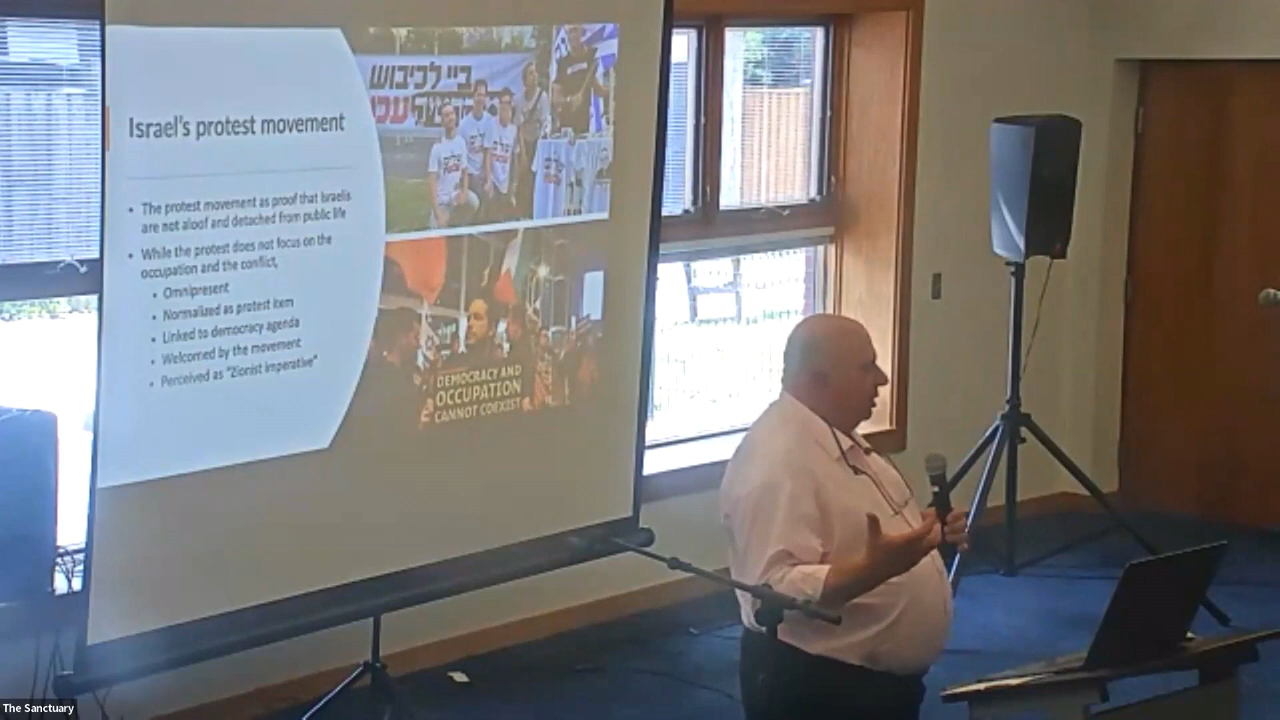 Israel's protest movement
• The protest movement as proof that Israelis
are not aloof and detached from public life
• While the protest does not focus on the
occupation and the conflict,
• Omnipresent
• Normalized as protest item
• Linked to democracy agenda
• Welcomed by the movement
• Perceived as "Zionist imperative"
ביי לכיבוש
DEMOCRACY AND
OCCUPATION
CANNOT COEXIST
The Sanctuary